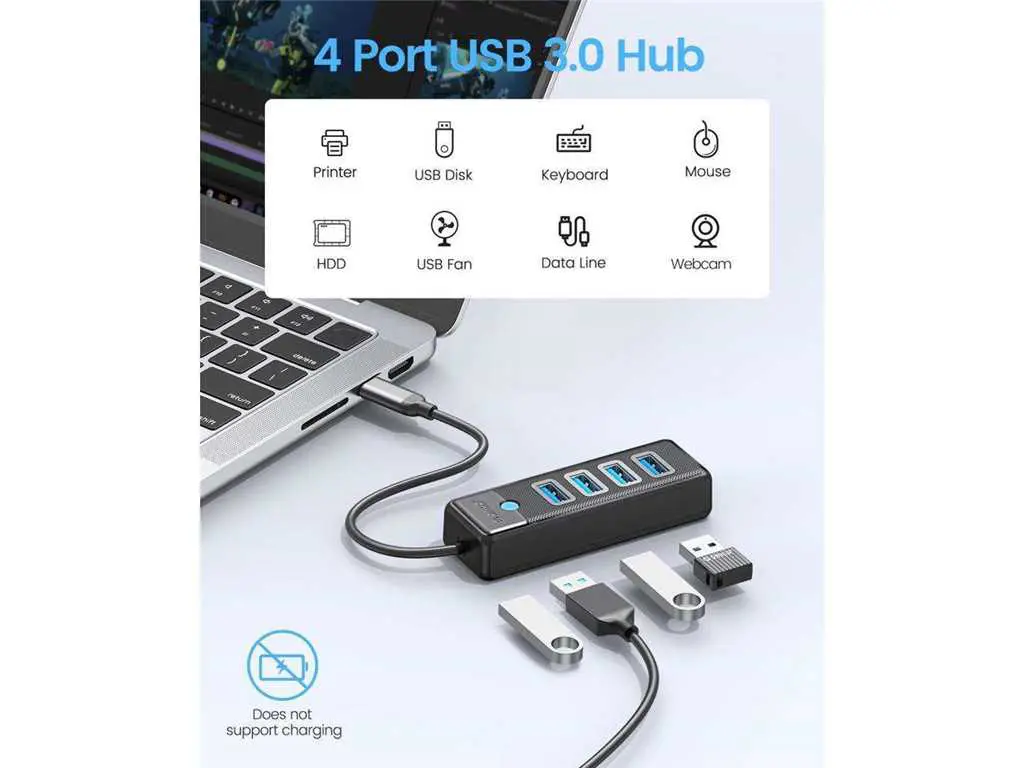 4 Port USB 3.0 Hub
Printer
USB Disk
Keyboard
Mouse
HDD
USB Fan
Data Line
Webcam
delete
return
shift
Does not
support charging